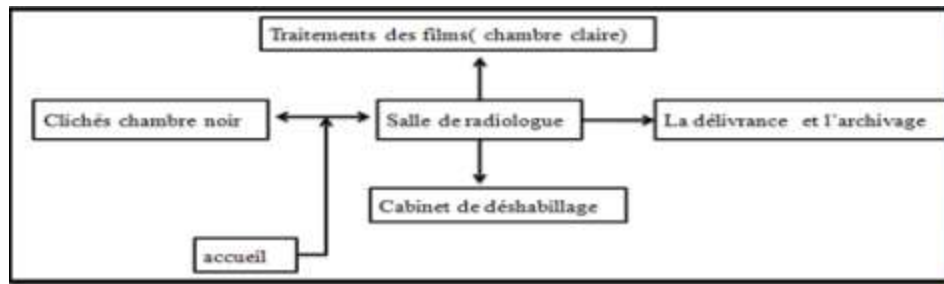 Traitements des films( chambre claire)
Clichés chambre noir
Salle de radiologue
La délivrance et l'archivage
Cabinet de déshabillage
accueil